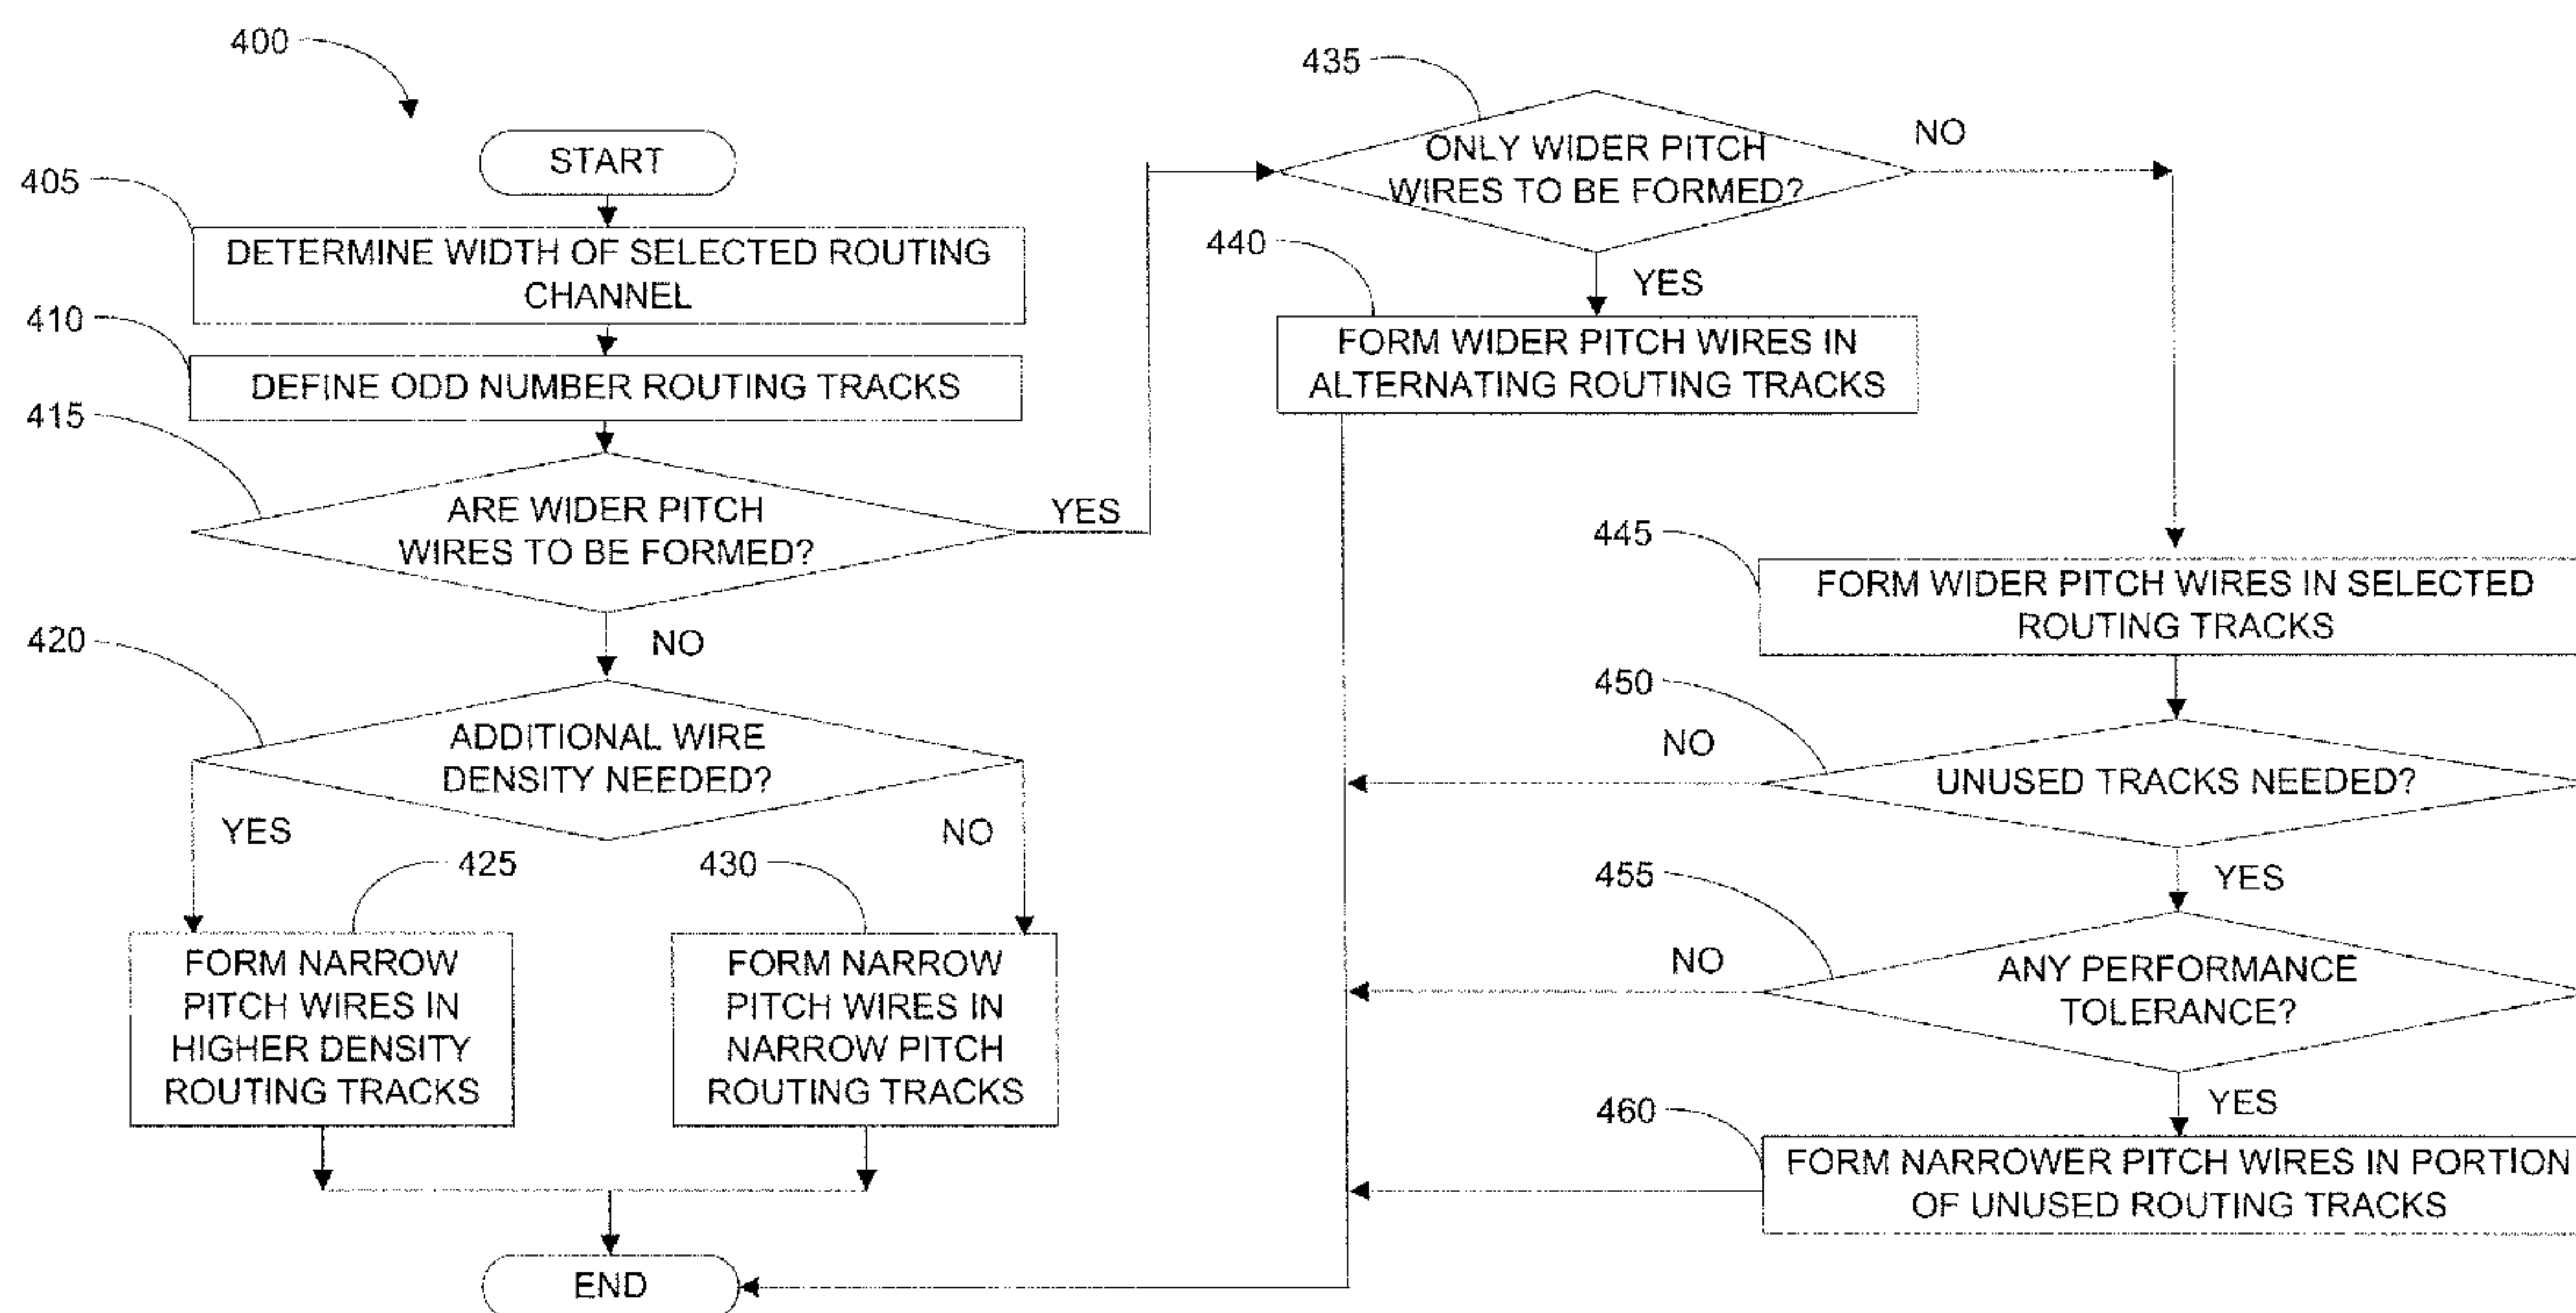 400
START
405
DETERMINE WIDTH OF SELECTED ROUTING
CHANNEL
410
DEFINE ODD NUMBER ROUTING TRACKS
415
ARE WIDER PITCH
WIRES TO BE FORMED?
YES
NO
420
ADDITIONAL WIRE
DENSITY NEEDED?
YES
NO
425
430
FORM NARROW
PITCH WIRES IN
HIGHER DENSITY
ROUTING TRACKS
FORM NARROW
PITCH WIRES IN
NARROW PITCH
ROUTING TRACKS
END
435
ONLY WIDER PITCH
WIRES TO BE FORMED?
NO
YES
440
FORM WIDER PITCH WIRES IN
ALTERNATING ROUTING TRACKS
445
FORM WIDER PITCH WIRES IN SELECTED
ROUTING TRACKS
450
NO
UNUSED TRACKS NEEDED?
YES
455
NO
ANY PERFORMANCE
TOLERANCE?
YES
460
FORM NARROWER PITCH WIRES IN PORTION
OF UNUSED ROUTING TRACKS